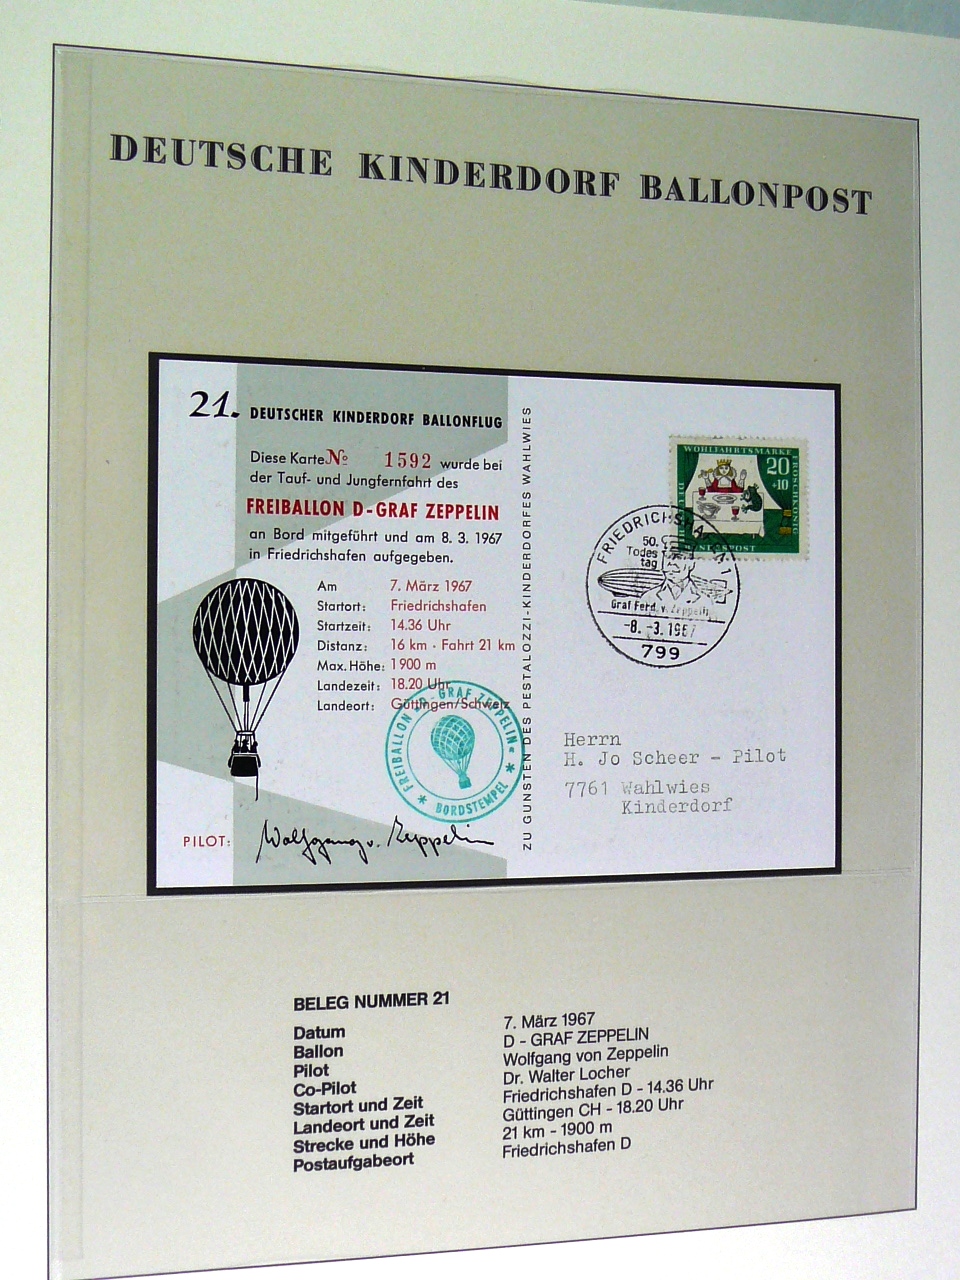 DEUTSCHE KINDERDORF BALLONPOST
21. DEUTSCHER KINDERDORF BALLONFLUG
Diese Karte No 1592 wurde bei
der Tauf- und Jungfernfahrt des
FREIBALLON D-GRAF ZEPPELIN
an Bord mitgeführt und am 8. 3. 1967
in Friedrichshafen aufgegeben.
Am 7. März 1967
Startort: Friedrichshafen
Startzeit: 14.36 Uhr
Distanz: 16 km · Fahrt 21 km
Max. Höhe: 1900 m
Landezeit: 18.20 Uhr
Landeort: Güttingen/Schweiz
FREIBALLON "D-GRAF ZEPPELIN"
* BORDSTEMPEL *
PILOT: Wolfgang v. Zeppelin
ZU GUNSTEN DES PESTALOZZI-KINDERDORFES WAHLWIES
WOHLFAHRTSMARKE
FROSCHKÖNIG
20
+10
FRIEDRICHSHAFEN 1
50.
Todes
tag
Graf Ferd. v. Zeppelin
-8.-3.1967
799
Herrn
H. Jo Scheer - Pilot
7761 Wahlwies
Kinderdorf
BELEG NUMMER 21
Datum 7. März 1967
Ballon D - GRAF ZEPPELIN
Pilot Wolfgang von Zeppelin
Co-Pilot Dr. Walter Locher
Startort und Zeit Friedrichshafen D - 14.36 Uhr
Landeort und Zeit Güttingen CH - 18.20 Uhr
Strecke und Höhe 21 km - 1900 m
Postaufgabeort Friedrichshafen D